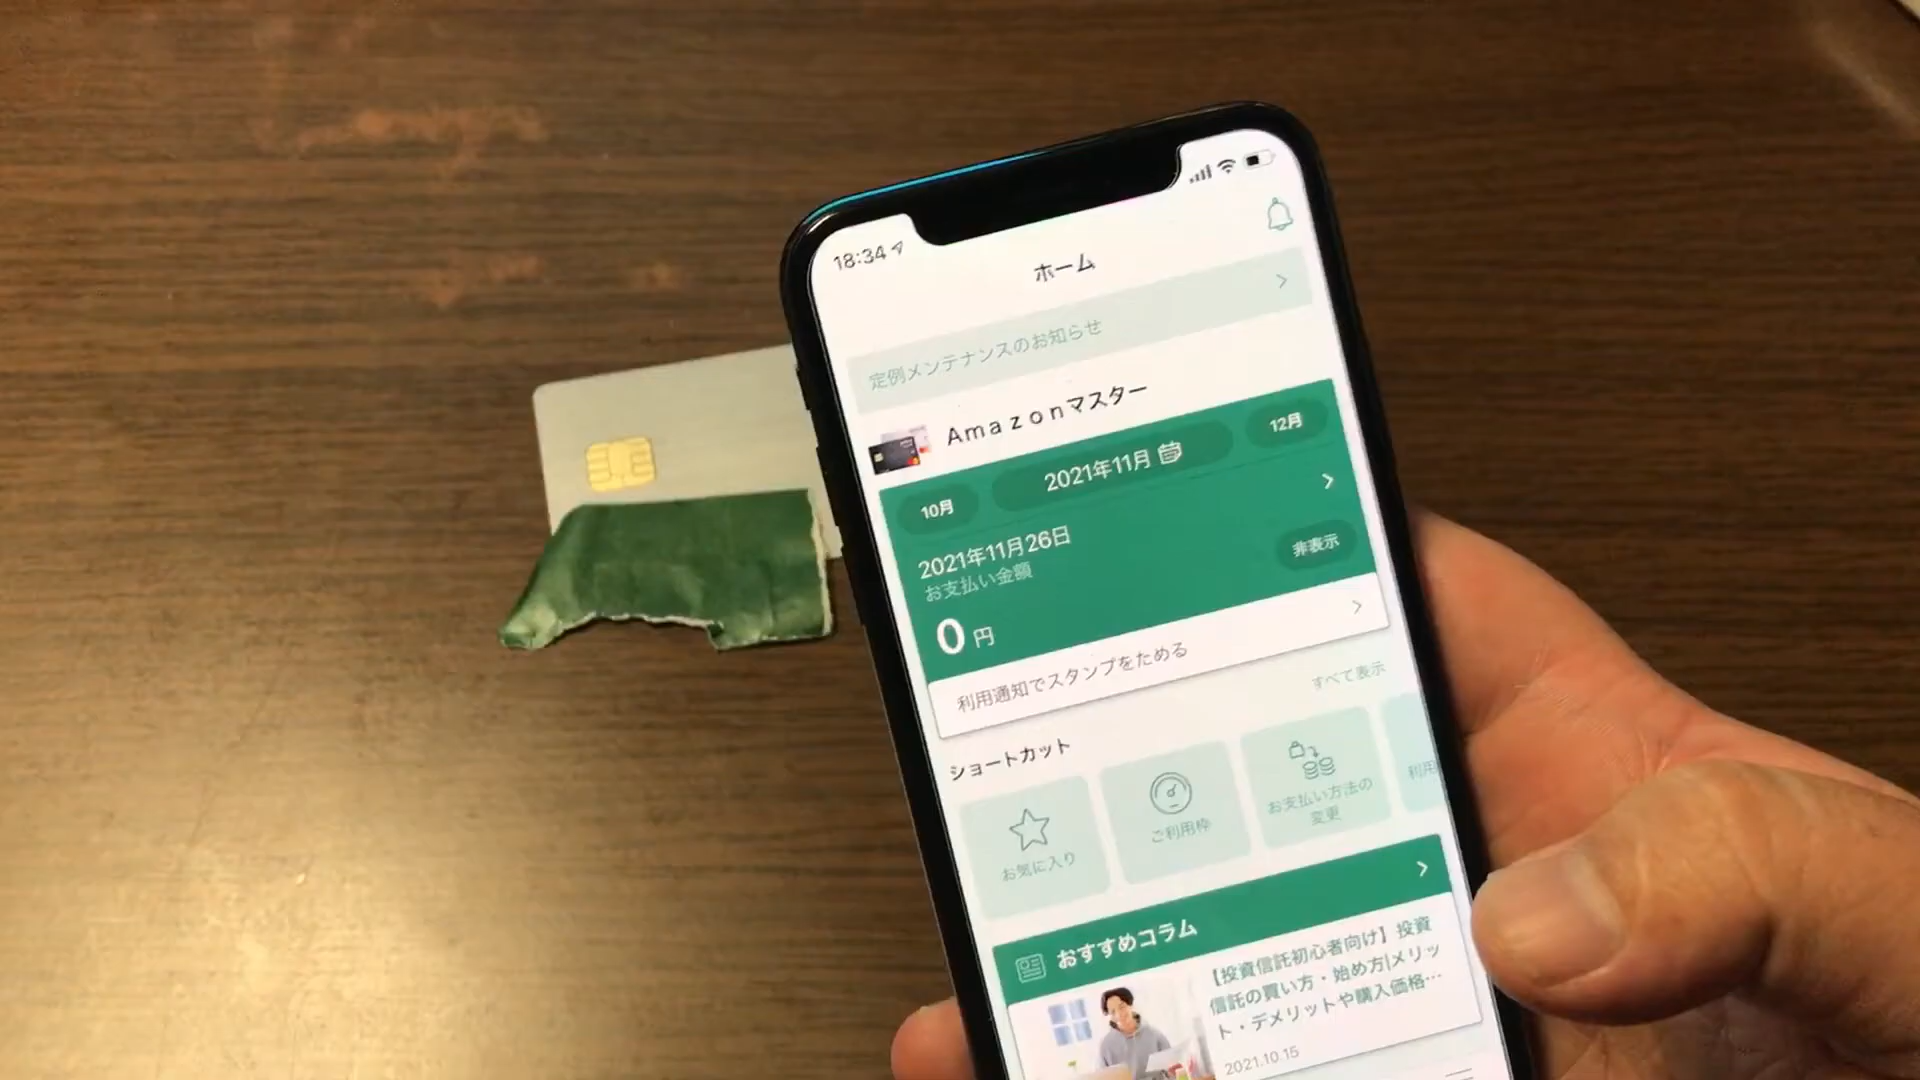 18:34
ホーム
定例メンテナンスのお知らせ
Amazonマスター
10月
2021年11月
12月
2021年11月26日
お支払い金額
非表示
0円
利用通知でスタンプをためる
ショートカット
すべて表示
お気に入り
ご利用枠
お支払い方法の
変更
利用
おすすめコラム
【投資信託初心者向け】投資
信託の買い方・始め方|メリッ
ト・デメリットや購入価格…
2021.10.15